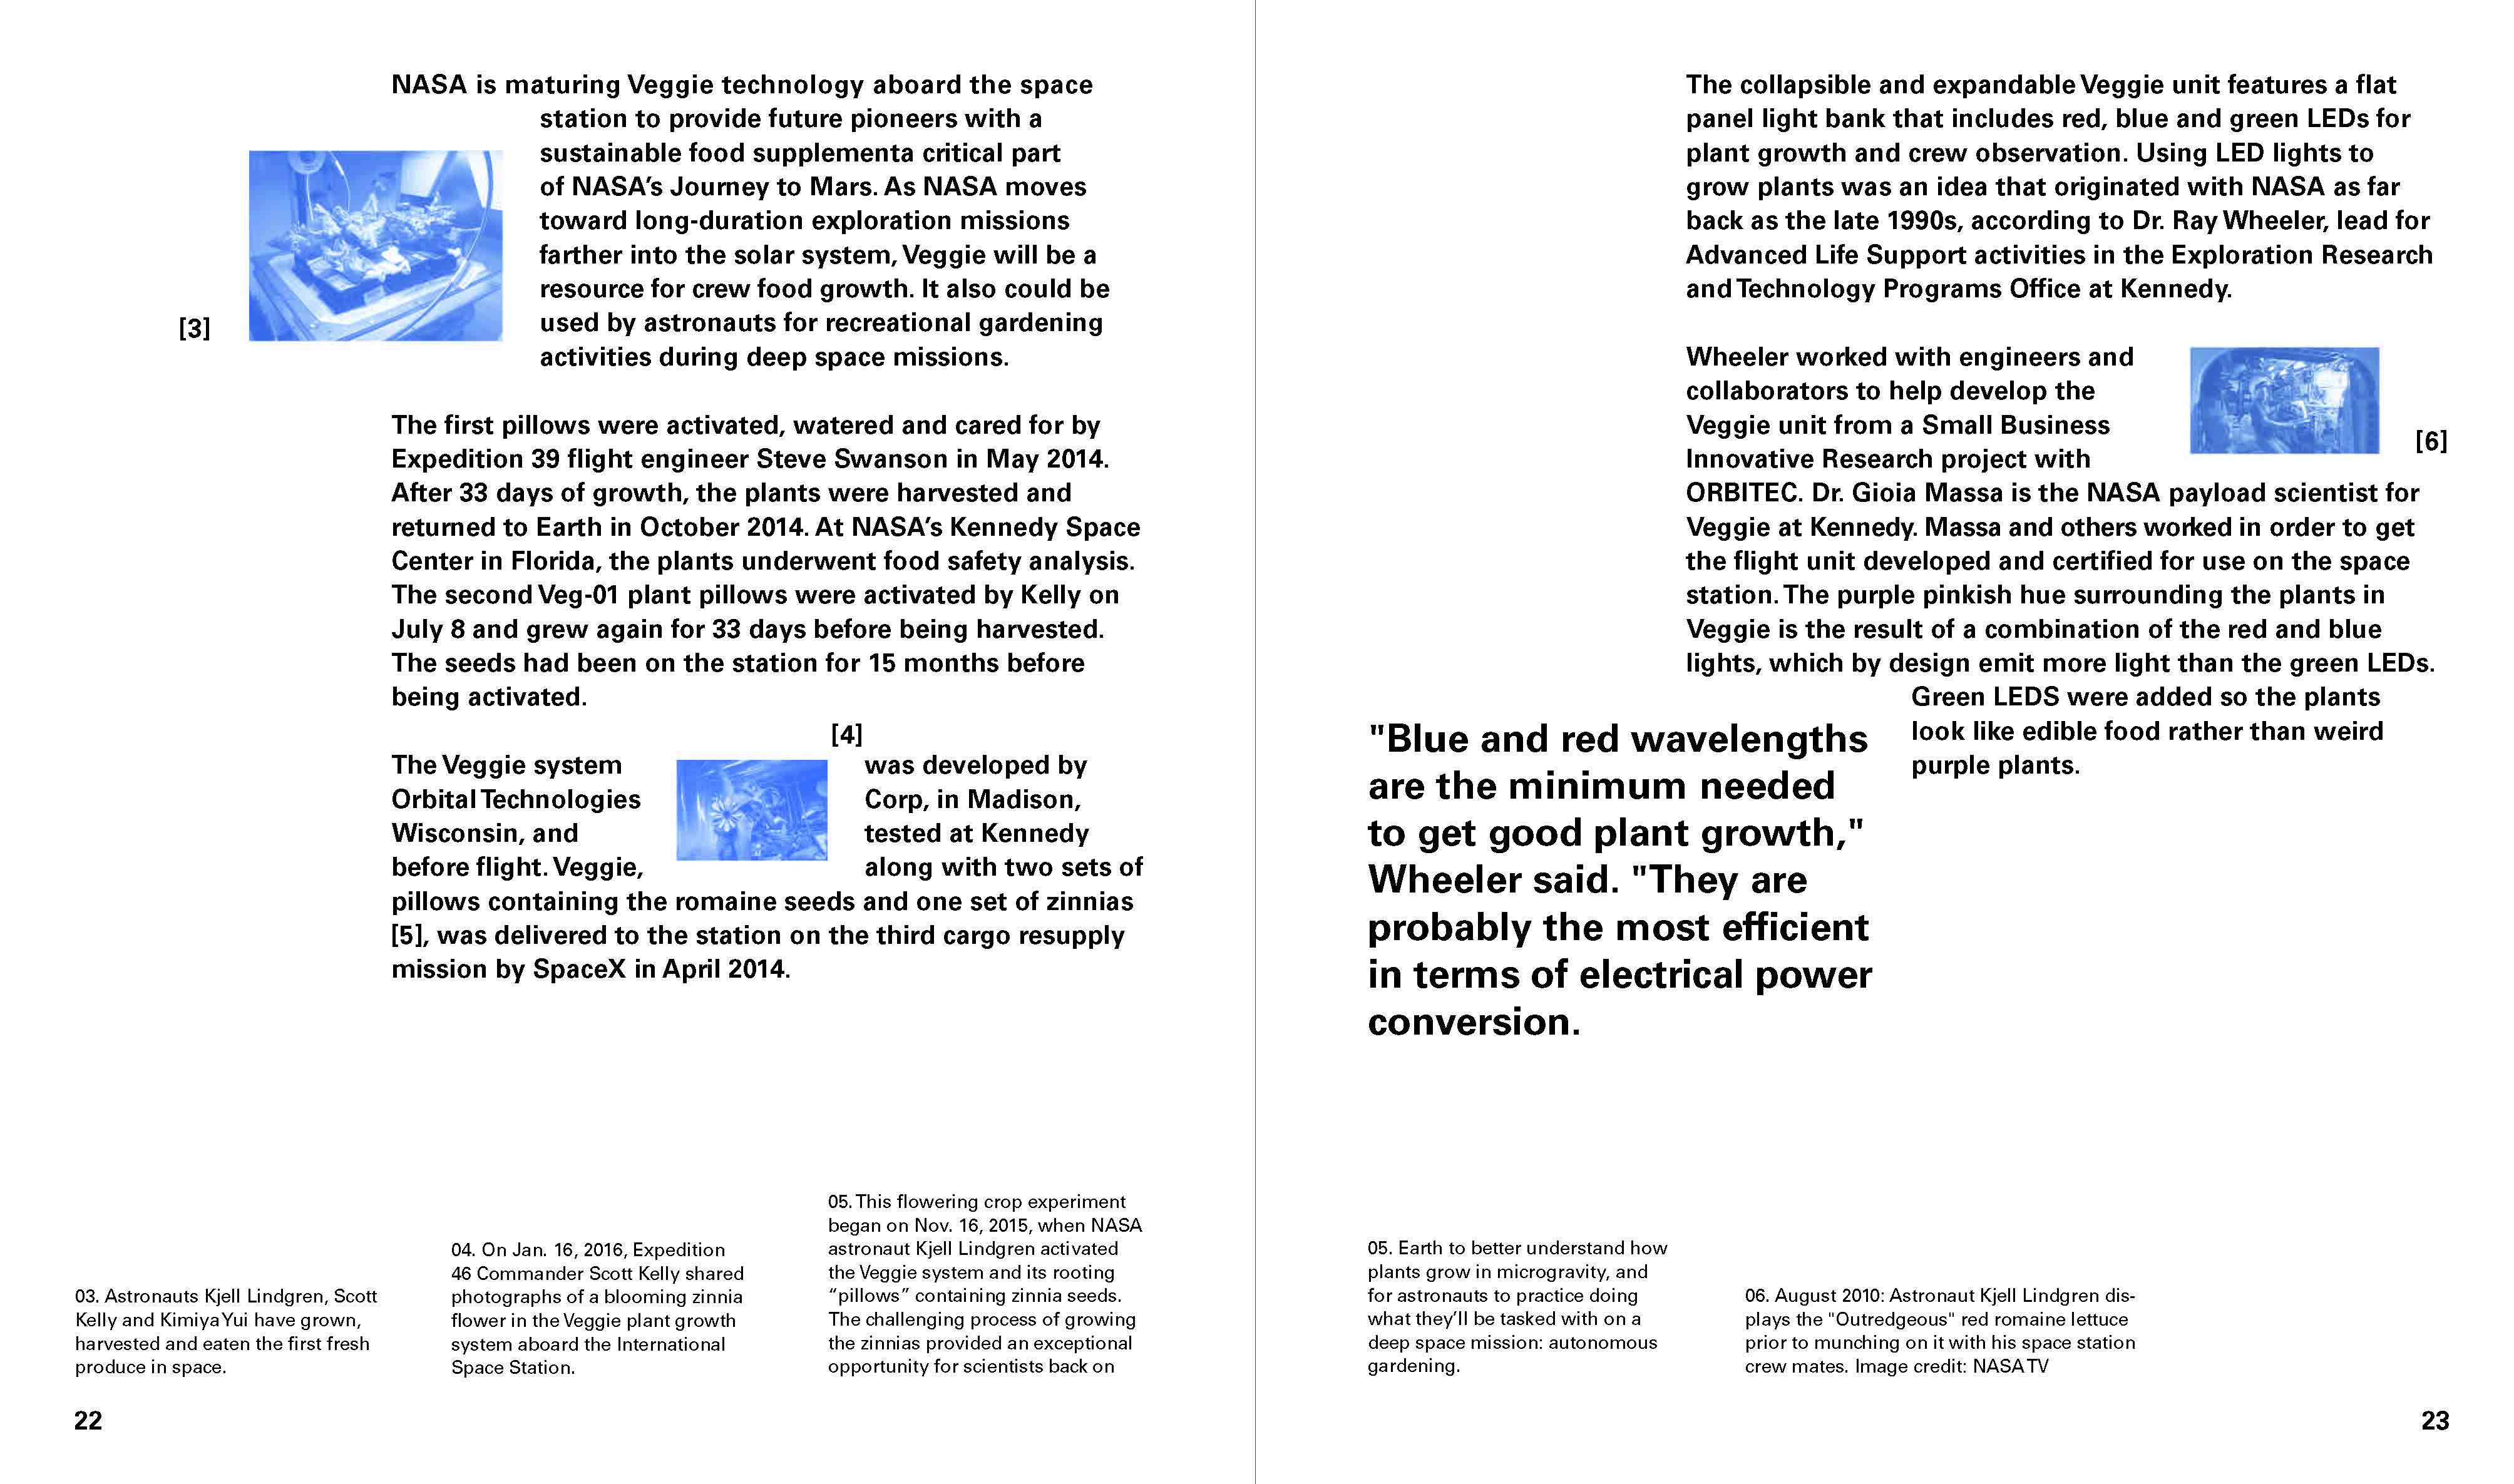 NASA is maturing Veggie technology aboard the space
station to provide future pioneers with a
sustainable food supplementa critical part
of NASA’s Journey to Mars. As NASA moves
toward long-duration exploration missions
farther into the solar system, Veggie will be a
resource for crew food growth. It also could be
used by astronauts for recreational gardening
activities during deep space missions.
[3]
The first pillows were activated, watered and cared for by
Expedition 39 flight engineer Steve Swanson in May 2014.
After 33 days of growth, the plants were harvested and
returned to Earth in October 2014. At NASA’s Kennedy Space
Center in Florida, the plants underwent food safety analysis.
The second Veg-01 plant pillows were activated by Kelly on
July 8 and grew again for 33 days before being harvested.
The seeds had been on the station for 15 months before
being activated.
[4]
The Veggie system was developed by
Orbital Technologies Corp, in Madison,
Wisconsin, and tested at Kennedy
before flight. Veggie, along with two sets of
pillows containing the romaine seeds and one set of zinnias
[5], was delivered to the station on the third cargo resupply
mission by SpaceX in April 2014.
03. Astronauts Kjell Lindgren, Scott
Kelly and Kimiya Yui have grown,
harvested and eaten the first fresh
produce in space.
04. On Jan. 16, 2016, Expedition
46 Commander Scott Kelly shared
photographs of a blooming zinnia
flower in the Veggie plant growth
system aboard the International
Space Station.
05. This flowering crop experiment
began on Nov. 16, 2015, when NASA
astronaut Kjell Lindgren activated
the Veggie system and its rooting
“pillows” containing zinnia seeds.
The challenging process of growing
the zinnias provided an exceptional
opportunity for scientists back on
22
The collapsible and expandable Veggie unit features a flat
panel light bank that includes red, blue and green LEDs for
plant growth and crew observation. Using LED lights to
grow plants was an idea that originated with NASA as far
back as the late 1990s, according to Dr. Ray Wheeler, lead for
Advanced Life Support activities in the Exploration Research
and Technology Programs Office at Kennedy.
Wheeler worked with engineers and
collaborators to help develop the
Veggie unit from a Small Business
Innovative Research project with
[6]
ORBITEC. Dr. Gioia Massa is the NASA payload scientist for
Veggie at Kennedy. Massa and others worked in order to get
the flight unit developed and certified for use on the space
station. The purple pinkish hue surrounding the plants in
Veggie is the result of a combination of the red and blue
lights, which by design emit more light than the green LEDs.
Green LEDS were added so the plants
look like edible food rather than weird
purple plants.
"Blue and red wavelengths
are the minimum needed
to get good plant growth,"
Wheeler said. "They are
probably the most efficient
in terms of electrical power
conversion.
05. Earth to better understand how
plants grow in microgravity, and
for astronauts to practice doing
what they’ll be tasked with on a
deep space mission: autonomous
gardening.
06. August 2010: Astronaut Kjell Lindgren dis-
plays the "Outredgeous" red romaine lettuce
prior to munching on it with his space station
crew mates. Image credit: NASA TV
23